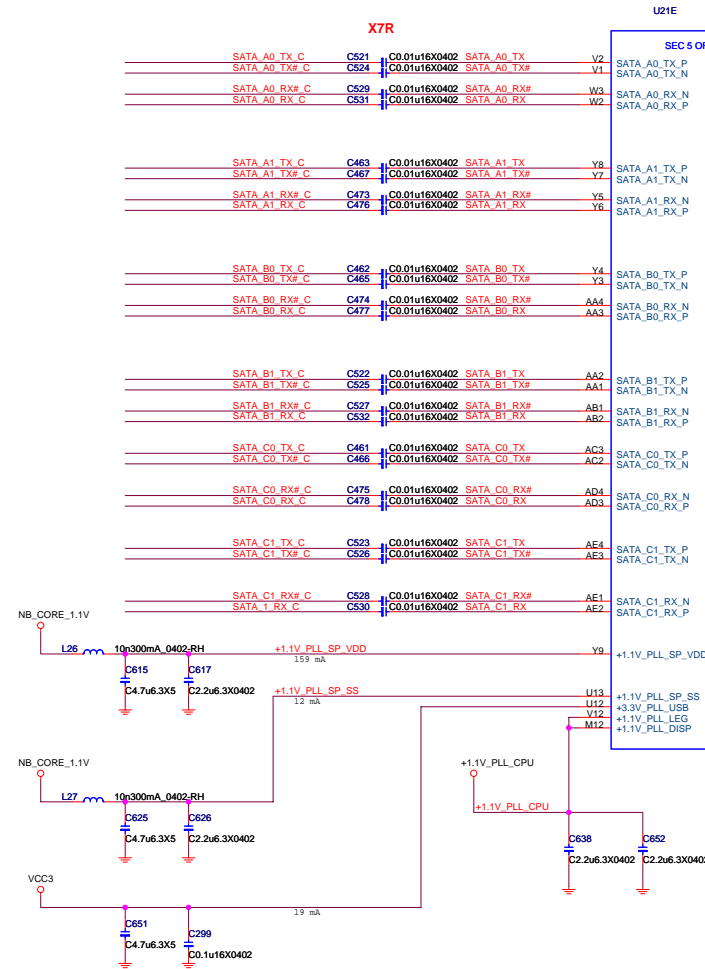 U21E
X7R
SEC 5 OF
SATA_A0_TX_C C521 C0.01u16X0402 SATA_A0_TX V2 SATA_A0_TX_P
SATA_A0_TX#_C C524 C0.01u16X0402 SATA_A0_TX# V1 SATA_A0_TX_N
SATA_A0_RX#_C C529 C0.01u16X0402 SATA_A0_RX# W3 SATA_A0_RX_N
SATA_A0_RX_C C531 C0.01u16X0402 SATA_A0_RX W2 SATA_A0_RX_P
SATA_A1_TX_C C463 C0.01u16X0402 SATA_A1_TX Y8 SATA_A1_TX_P
SATA_A1_TX#_C C467 C0.01u16X0402 SATA_A1_TX# Y7 SATA_A1_TX_N
SATA_A1_RX#_C C473 C0.01u16X0402 SATA_A1_RX# Y5 SATA_A1_RX_N
SATA_A1_RX_C C476 C0.01u16X0402 SATA_A1_RX Y6 SATA_A1_RX_P
SATA_B0_TX_C C462 C0.01u16X0402 SATA_B0_TX Y4 SATA_B0_TX_P
SATA_B0_TX#_C C465 C0.01u16X0402 SATA_B0_TX# Y3 SATA_B0_TX_N
SATA_B0_RX#_C C474 C0.01u16X0402 SATA_B0_RX# AA4 SATA_B0_RX_N
SATA_B0_RX_C C477 C0.01u16X0402 SATA_B0_RX AA3 SATA_B0_RX_P
SATA_B1_TX_C C522 C0.01u16X0402 SATA_B1_TX AA2 SATA_B1_TX_P
SATA_B1_TX#_C C525 C0.01u16X0402 SATA_B1_TX# AA1 SATA_B1_TX_N
SATA_B1_RX#_C C527 C0.01u16X0402 SATA_B1_RX# AB1 SATA_B1_RX_N
SATA_B1_RX_C C532 C0.01u16X0402 SATA_B1_RX AB2 SATA_B1_RX_P
SATA_C0_TX_C C461 C0.01u16X0402 SATA_C0_TX AC3 SATA_C0_TX_P
SATA_C0_TX#_C C466 C0.01u16X0402 SATA_C0_TX# AC2 SATA_C0_TX_N
SATA_C0_RX#_C C475 C0.01u16X0402 SATA_C0_RX# AD4 SATA_C0_RX_N
SATA_C0_RX_C C478 C0.01u16X0402 SATA_C0_RX AD3 SATA_C0_RX_P
SATA_C1_TX_C C523 C0.01u16X0402 SATA_C1_TX AE4 SATA_C1_TX_P
SATA_C1_TX#_C C526 C0.01u16X0402 SATA_C1_TX# AE3 SATA_C1_TX_N
SATA_C1_RX#_C C528 C0.01u16X0402 SATA_C1_RX# AE1 SATA_C1_RX_N
SATA_1_RX_C C530 C0.01u16X0402 SATA_C1_RX AE2 SATA_C1_RX_P
NB_CORE_1.1V
L26 10n300mA_0402-RH +1.1V_PLL_SP_VDD Y9 +1.1V_PLL_SP_VDD
159 mA
C615 C617
C4.7u6.3X5 C2.2u6.3X0402
+1.1V_PLL_SP_SS U13 +1.1V_PLL_SP_SS
12 mA
U12 +3.3V_PLL_USB
V12 +1.1V_PLL_LEG
M12 +1.1V_PLL_DISP
NB_CORE_1.1V
+1.1V_PLL_CPU
L27 10n300mA_0402-RH
+1.1V_PLL_CPU
C625 C626
C4.7u6.3X5 C2.2u6.3X0402
C638 C652
C2.2u6.3X0402 C2.2u6.3X0402
VCC3
19 mA
C651 C299
C4.7u6.3X5 C0.1u16X0402